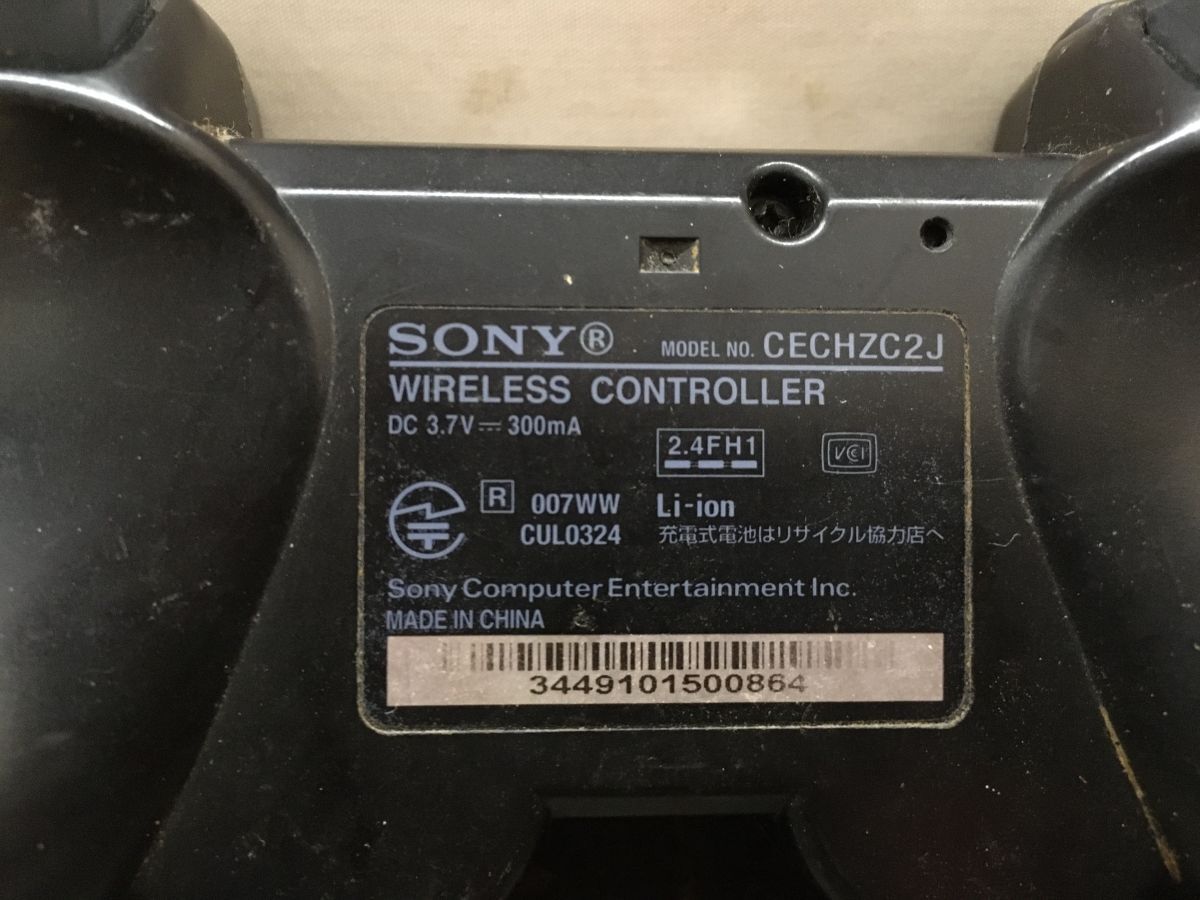 SONY® MODEL NO. CECHZC2J
WIRELESS CONTROLLER
DC 3.7V ⎓ 300mA
2.4FH1
VCI
R 007WW
CUL0324
Li-ion
充電式電池はリサイクル協力店へ
Sony Computer Entertainment Inc.
MADE IN CHINA
3449101500864